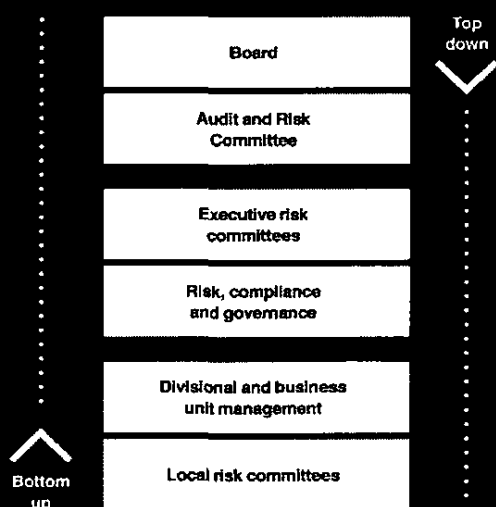 Top
down
Board
Audit and Risk
Committee
Executive risk
committees
Risk, compliance
and governance
Divisional and business
unit management
Local risk committees
Bottom
up